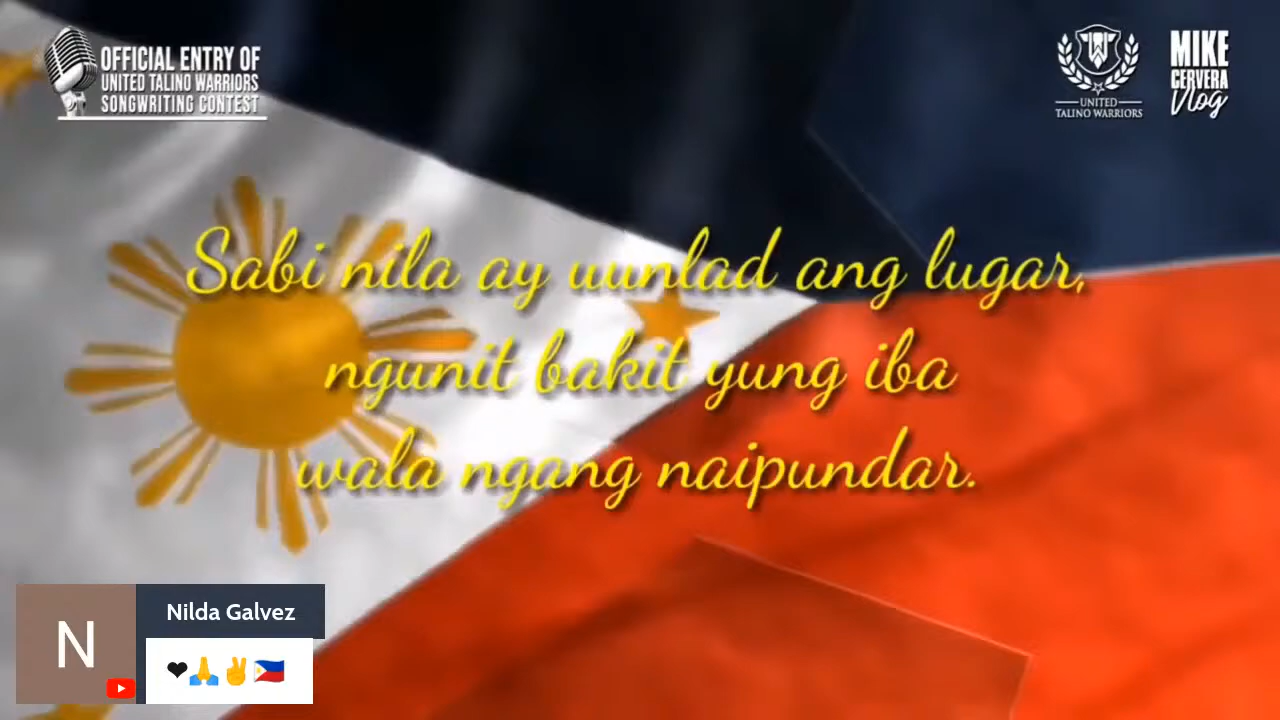 OFFICIAL ENTRY OF
UNITED TALINO WARRIORS
SONGWRITING CONTEST
UNITED
TALINO WARRIORS
MIKE
CERVERA
Vlog
Sabi nila ay uunlad ang lugar,
ngunit bakit yung iba
wala ngang naipundar.
N
Nilda Galvez
❤🙏✌🇵🇭